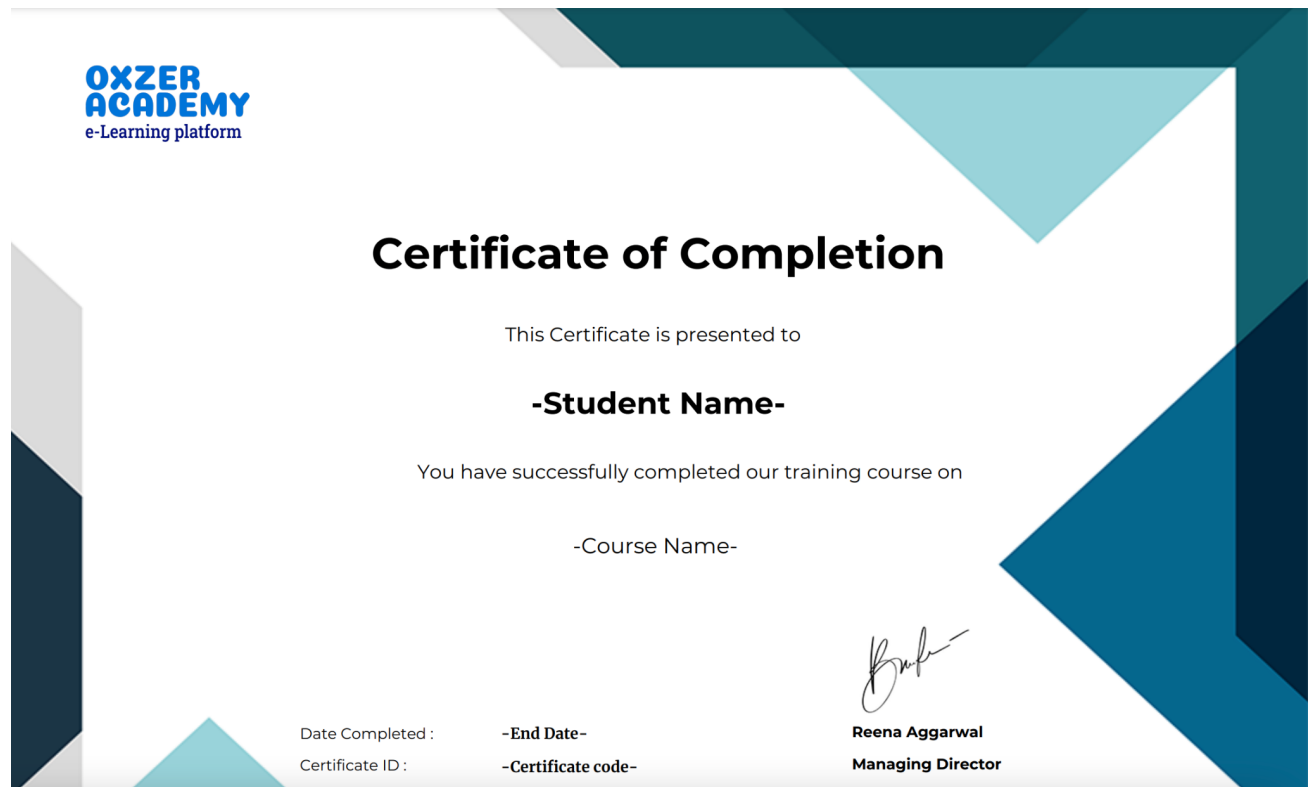 OXZER
ACADEMY
e-Learning platform
Certificate of Completion
This Certificate is presented to
-Student Name-
You have successfully completed our training course on
-Course Name-
Date Completed : -End Date-
Reena Aggarwal
Certificate ID : -Certificate code-
Managing Director